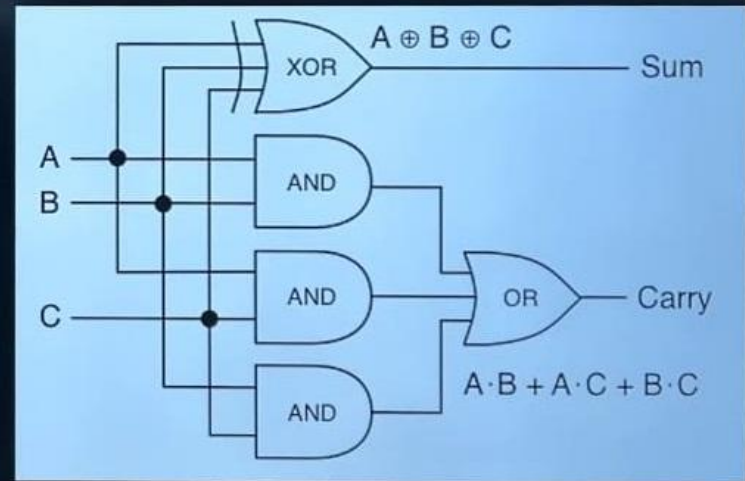 A ⊕ B ⊕ C
XOR
Sum
A
AND
B
AND
OR
Carry
C
A·B + A·C + B·C
AND